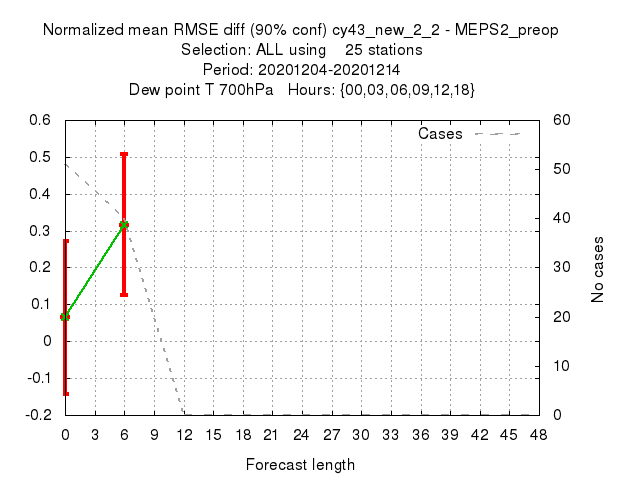 Normalized mean RMSE diff (90% conf) cy43_new_2_2 - MEPS2_preop
Selection: ALL using    25 stations
Period: 20201204-20201214
Dew point T 700hPa   Hours: {00,03,06,09,12,18}
Cases
0.6
0.5
0.4
0.3
0.2
0.1
0
-0.1
-0.2
60
50
40
30
20
10
0
No cases
0 3 6 9 12 15 18 21 24 27 30 33 36 39 42 45 48
Forecast length